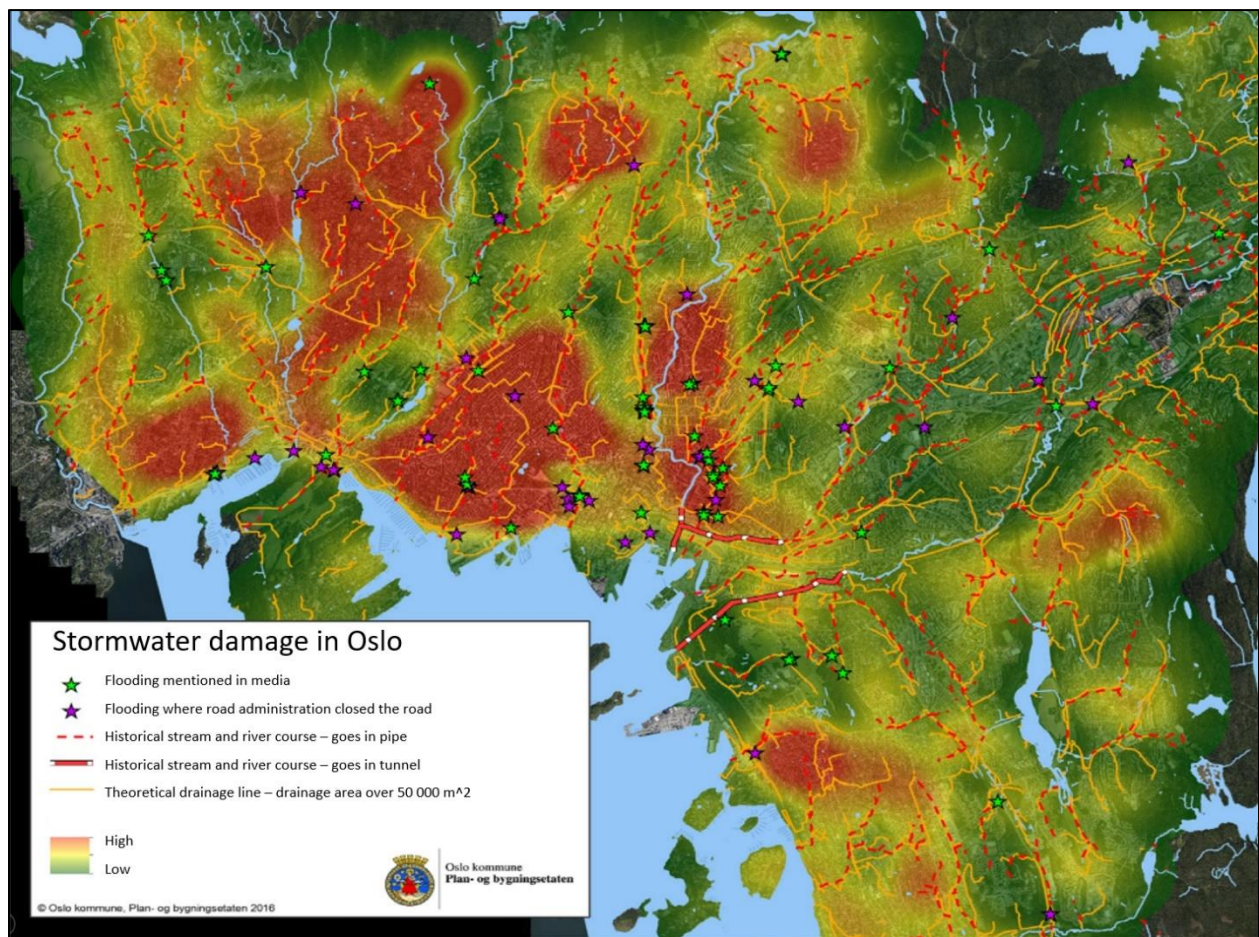 Stormwater damage in Oslo
Flooding mentioned in media
Flooding where road administration closed the road
Historical stream and river course – goes in pipe
Historical stream and river course – goes in tunnel
Theoretical drainage line – drainage area over 50 000 m^2
High
Low
Oslo kommune
Plan- og bygningsetaten
© Oslo kommune, Plan- og bygningsetaten 2016